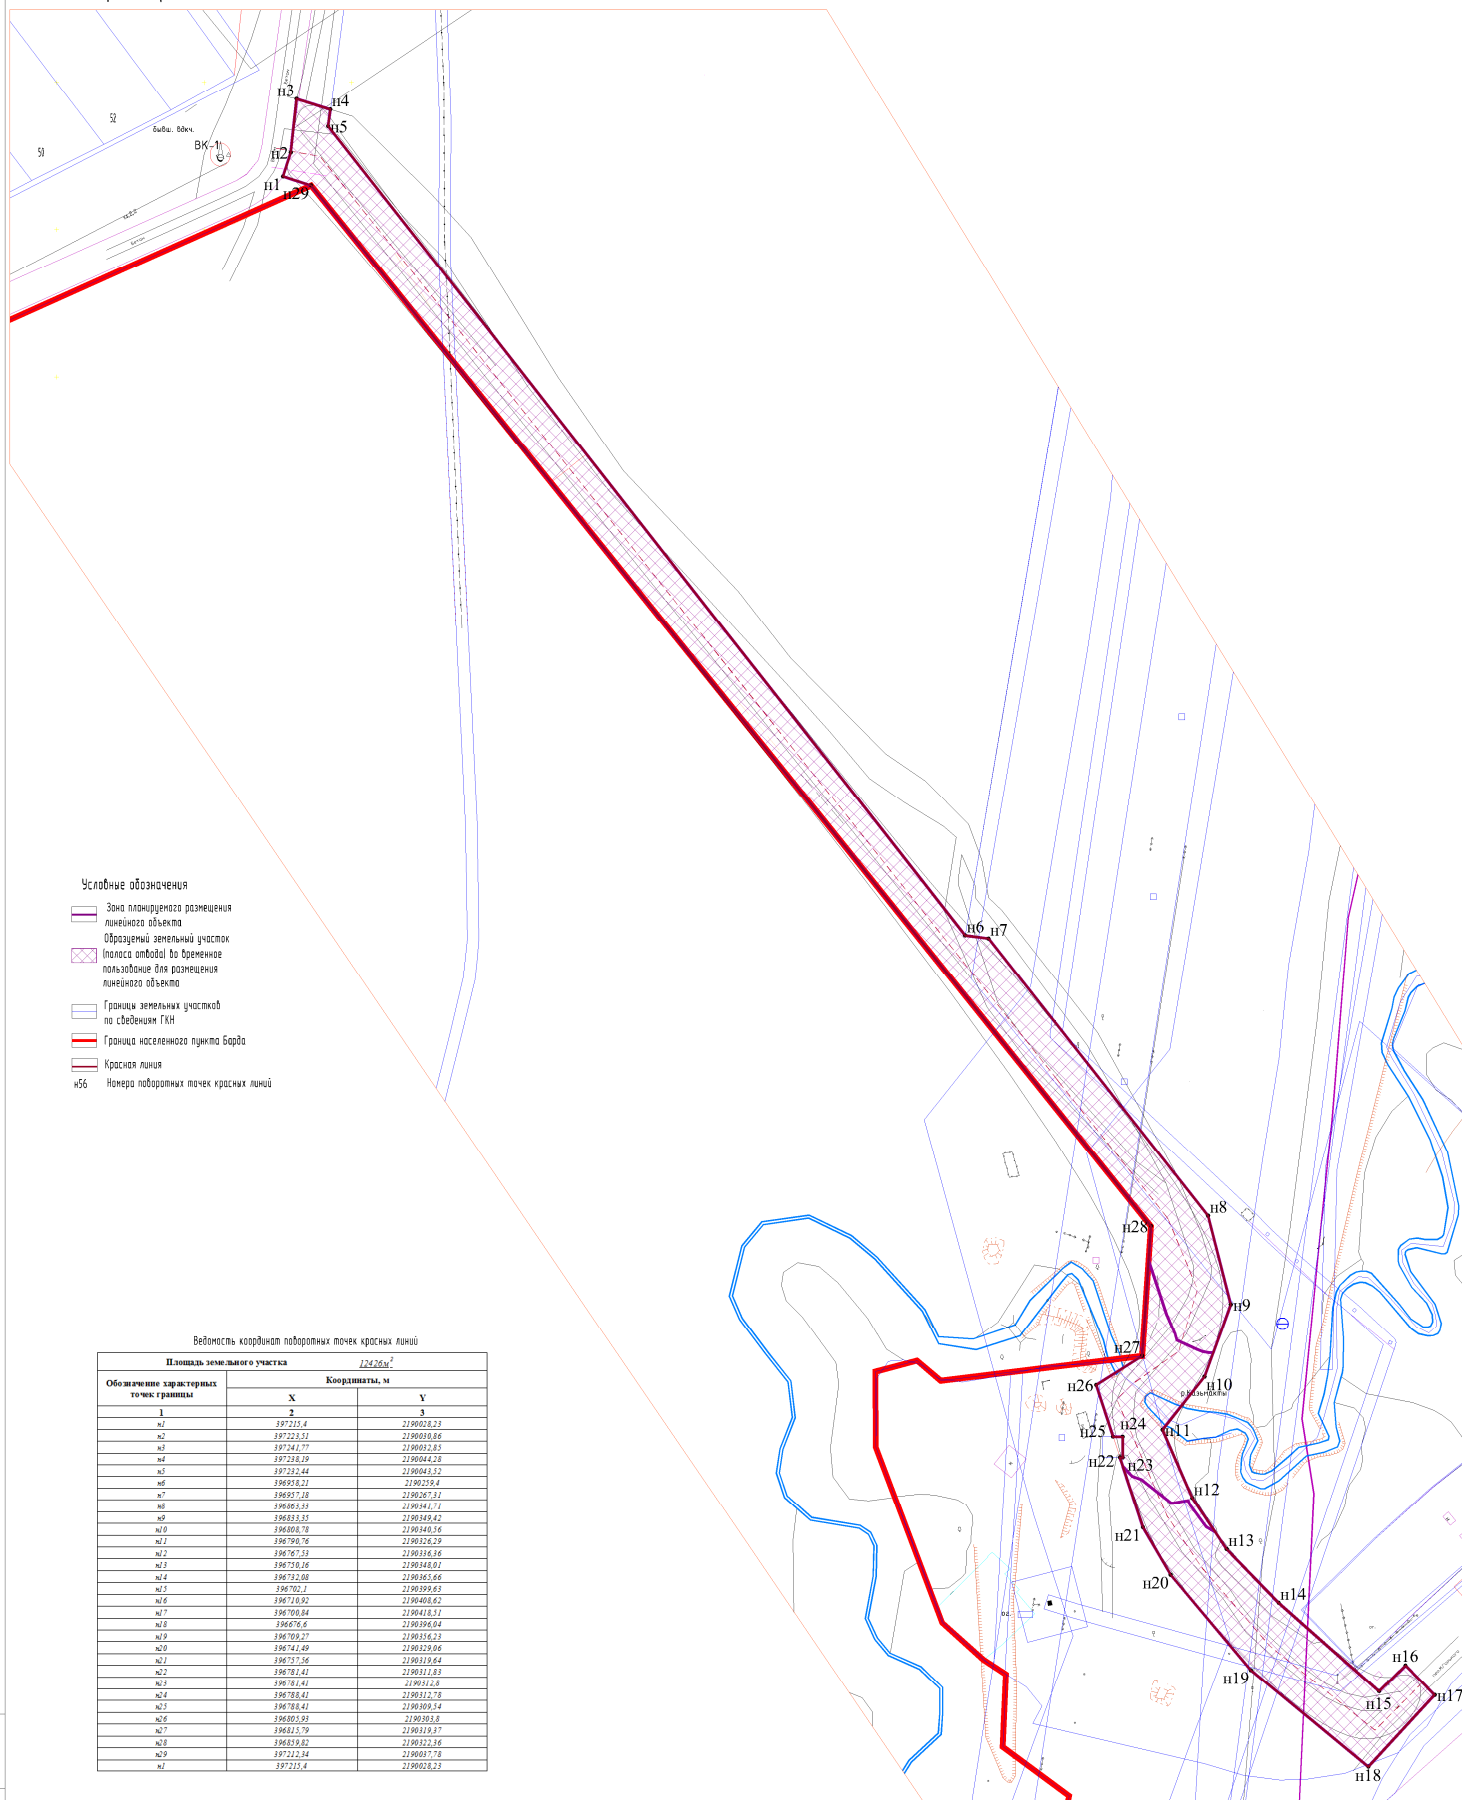 н3
н4
52
бывш. вдкч.
н5
50
ВК-1
н2
н1
н29
бетон
н6
н7
Условные обозначения
Зона планируемого размещения
линейного объекта
Образуемый земельный участок
(полоса отвода) во временное
пользование для размещения
линейного объекта
Границы земельных участков
по сведениям ГКН
Граница населенного пункта Барда
Красная линия
н56 Номера поворотных точек красных линий
н8
н28
н9
н27
н10
н26
р.Казьмакты
н24
н25
н11
н22
н23
н12
н21
н13
н20
н14
н16
н19
н15
н17
н18
Ведомость координат поворотных точек красных линий
Площадь земельного участка 12426м²
Обозначение характерных точек границы Координаты, м
X Y
1 2 3
н1 397215,4 2190028,23
н2 397223,51 2190030,86
н3 397241,77 2190032,85
н4 397238,19 2190044,28
н5 397232,44 2190043,52
н6 396958,21 2190259,4
н7 396957,18 2190267,31
н8 396863,33 2190341,71
н9 396833,35 2190349,42
н10 396808,78 2190340,56
н11 396790,76 2190326,29
н12 396767,53 2190336,36
н13 396750,16 2190348,01
н14 396732,08 2190365,66
н15 396702,1 2190399,63
н16 396710,92 2190408,62
н17 396700,84 2190418,51
н18 396676,6 2190396,04
н19 396709,27 2190356,23
н20 396741,49 2190329,06
н21 396757,56 2190319,64
н22 396781,41 2190311,83
н23 396781,41 2190312,8
н24 396788,41 2190312,78
н25 396788,41 2190309,54
н26 396805,93 2190303,8
н27 396815,79 2190319,37
н28 396859,82 2190322,36
н29 397212,34 2190037,78
н1 397215,4 2190028,23